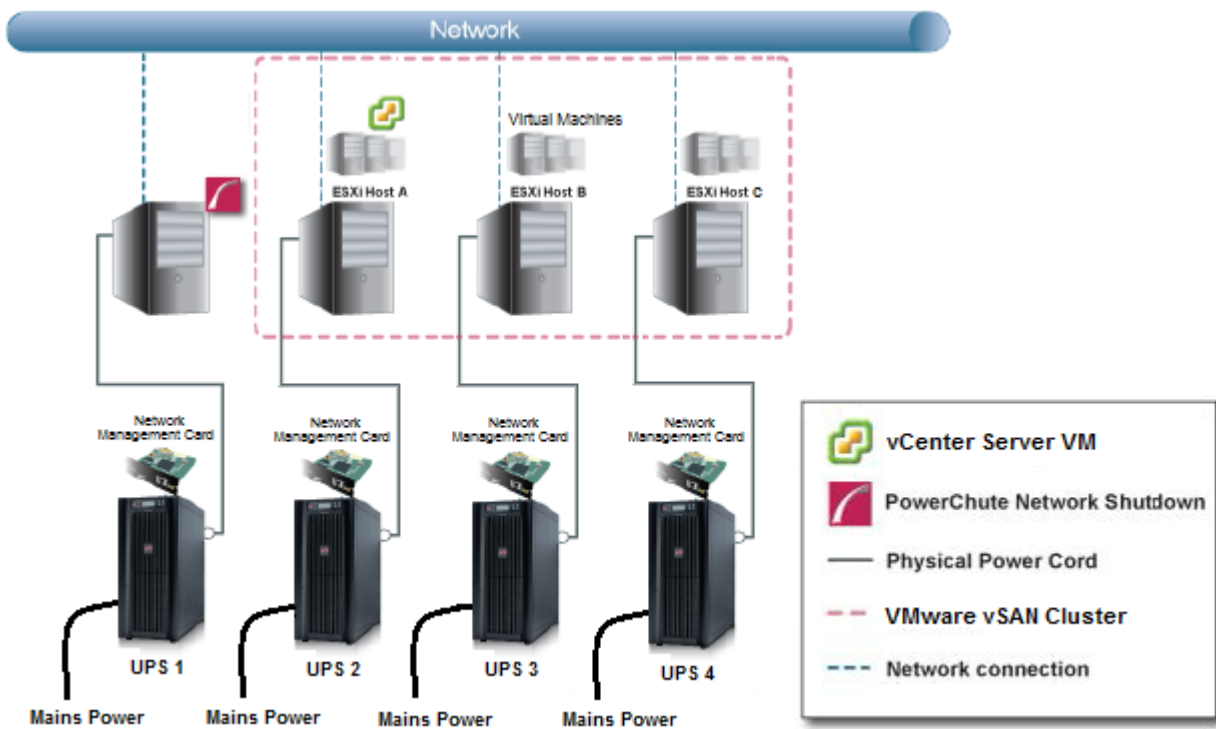 Network
Virtual Machines
ESXi Host A
ESXi Host B
ESXi Host C
Network
Management Card
Network
Management Card
Network
Management Card
Network
Management Card
UPS 1
UPS 2
UPS 3
UPS 4
Mains Power
Mains Power
Mains Power
Mains Power
vCenter Server VM
PowerChute Network Shutdown
Physical Power Cord
VMware vSAN Cluster
Network connection